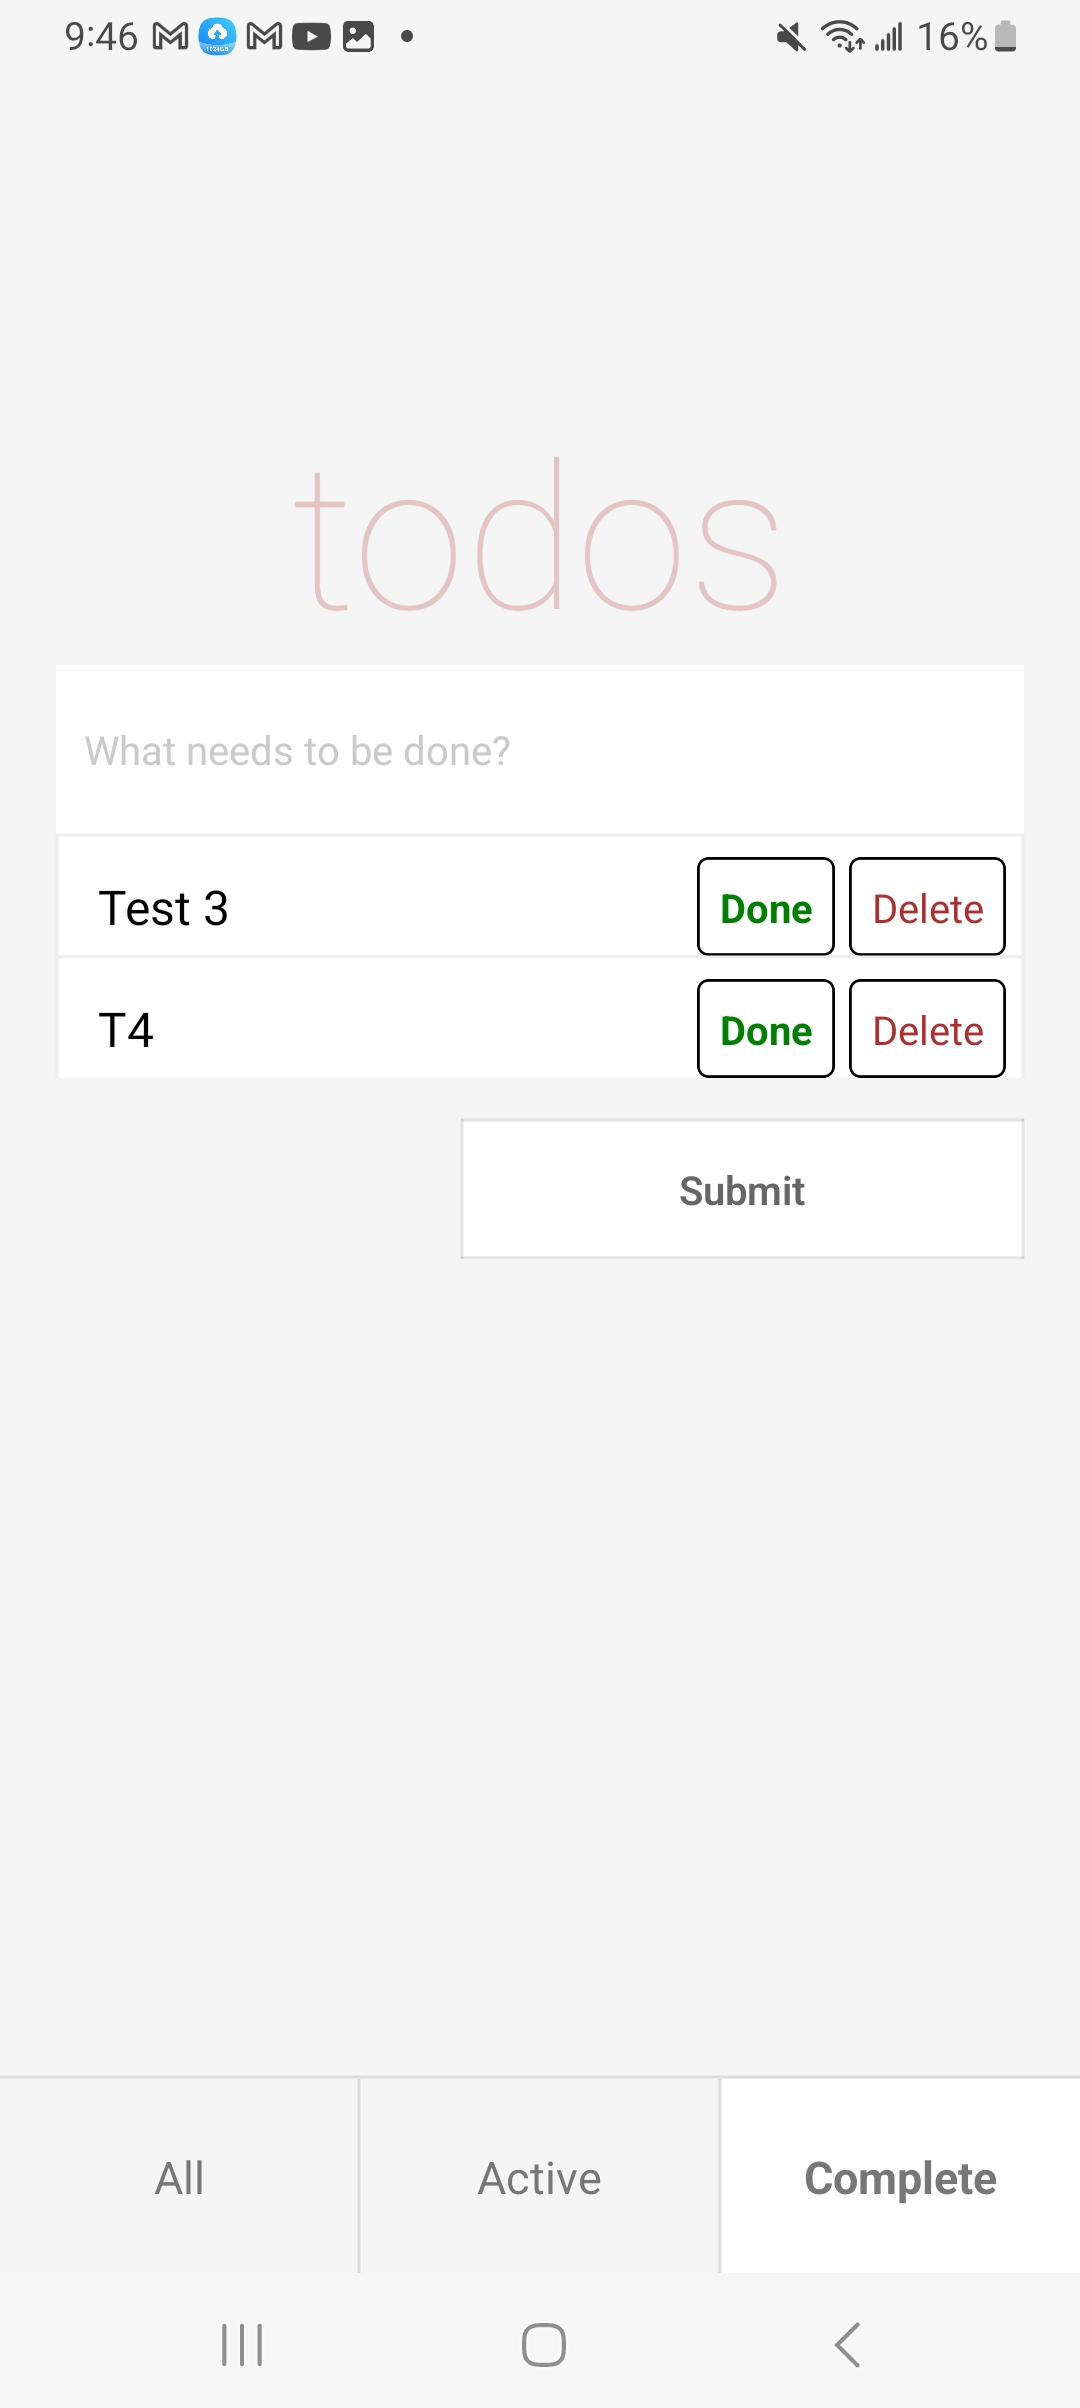 9:46 16%
todos
What needs to be done?
Test 3 Done Delete
T4 Done Delete
Submit
All Active Complete